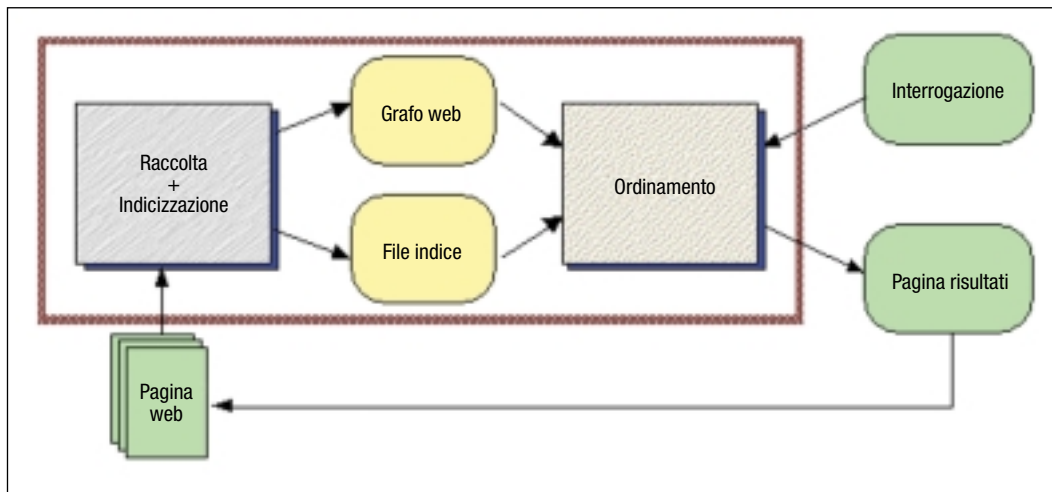 Raccolta
+
Indicizzazione
Grafo web
File indice
Ordinamento
Interrogazione
Pagina risultati
Pagina
web